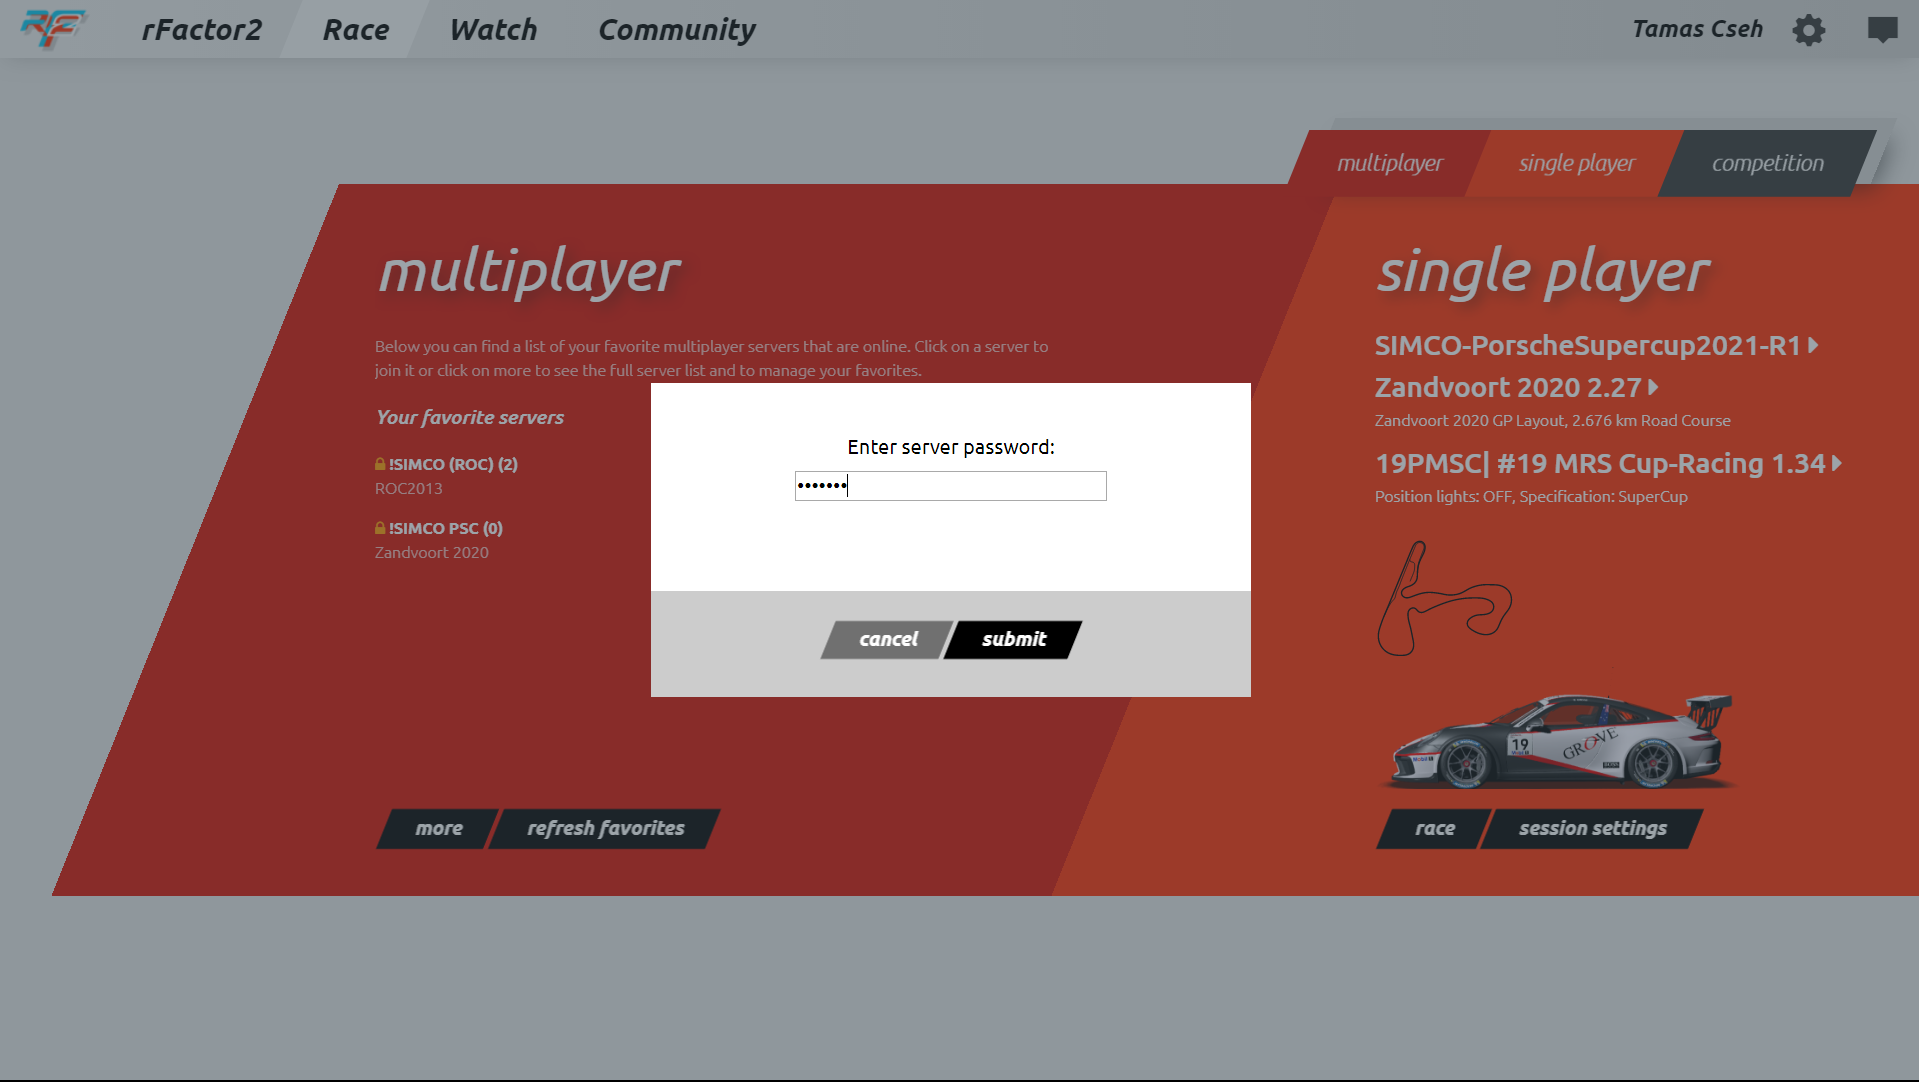 rF2
rFactor2
Race
Watch
Community
Tamas Cseh
multiplayer
single player
competition
multiplayer
Below you can find a list of your favorite multiplayer servers that are online. Click on a server to
join it or click on more to see the full server list and to manage your favorites.
Your favorite servers
!SIMCO (ROC) (2)
ROC2013
!SIMCO PSC (0)
Zandvoort 2020
more
refresh favorites
Enter server password:
•••••••
cancel
submit
single player
SIMCO-PorscheSupercup2021-R1
Zandvoort 2020 2.27
Zandvoort 2020 GP Layout, 2.676 km Road Course
19PMSC| #19 MRS Cup-Racing 1.34
Position lights: OFF, Specification: SuperCup
19
Mobil 1
GROVE
race
session settings